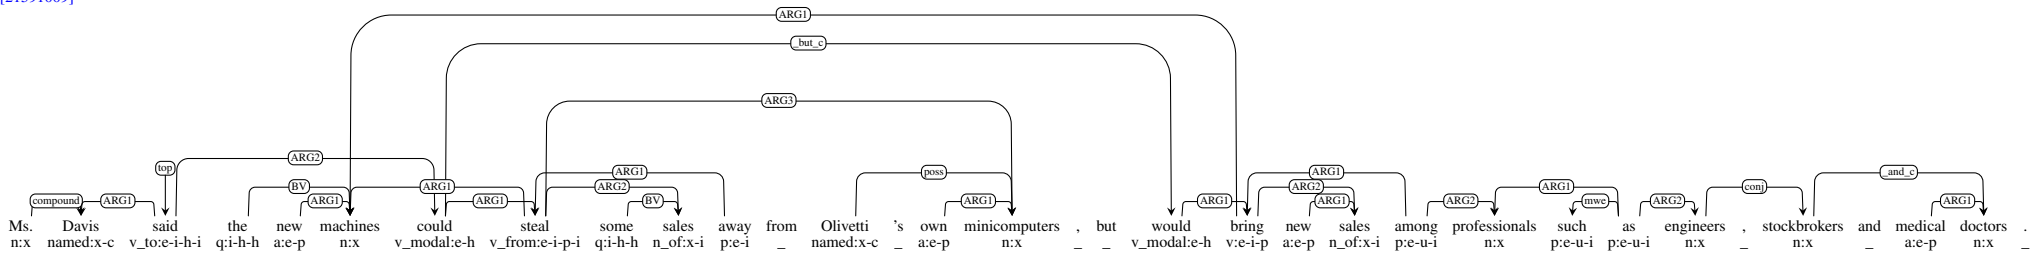 ARG1
_but_c
ARG3
ARG2
top
ARG1 poss ARG1 _and_c
BV ARG1 ARG2 ARG2 ARG1 conj
compound ARG1 ARG1 ARG1 BV ARG1 ARG1 ARG1 ARG2 mwe ARG2 ARG1
Ms. Davis said the new machines could steal some sales away from Olivetti 's own minicomputers , but would bring new sales among professionals such as engineers , stockbrokers and medical doctors .
n:x named:x-c v_to:e-i-h-i q:i-h-h a:e-p n:x v_modal:e-h v_from:e-i-p-i q:i-h-h n_of:x-i p:e-i _ named:x-c _ a:e-p n:x _ _ v_modal:e-h v:e-i-p a:e-p n_of:x-i p:e-u-i n:x p:e-u-i p:e-u-i n:x _ n:x _ a:e-p n:x _